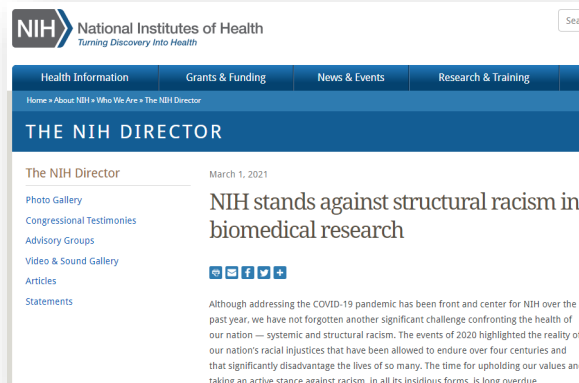 NIH National Institutes of Health
Turning Discovery Into Health
Sea
Health Information Grants & Funding News & Events Research & Training
Home » About NIH » Who We Are » The NIH Director
THE NIH DIRECTOR
The NIH Director
Photo Gallery
Congressional Testimonies
Advisory Groups
Video & Sound Gallery
Articles
Statements
March 1, 2021
NIH stands against structural racism in
biomedical research
Although addressing the COVID-19 pandemic has been front and center for NIH over the
past year, we have not forgotten another significant challenge confronting the health of
our nation — systemic and structural racism. The events of 2020 highlighted the reality of
our nation's racial injustices that have been allowed to endure over four centuries and
that significantly disadvantage the lives of so many. The time for upholding our values an
taking an active stance against racism, in all its insidious forms, is long overdue.